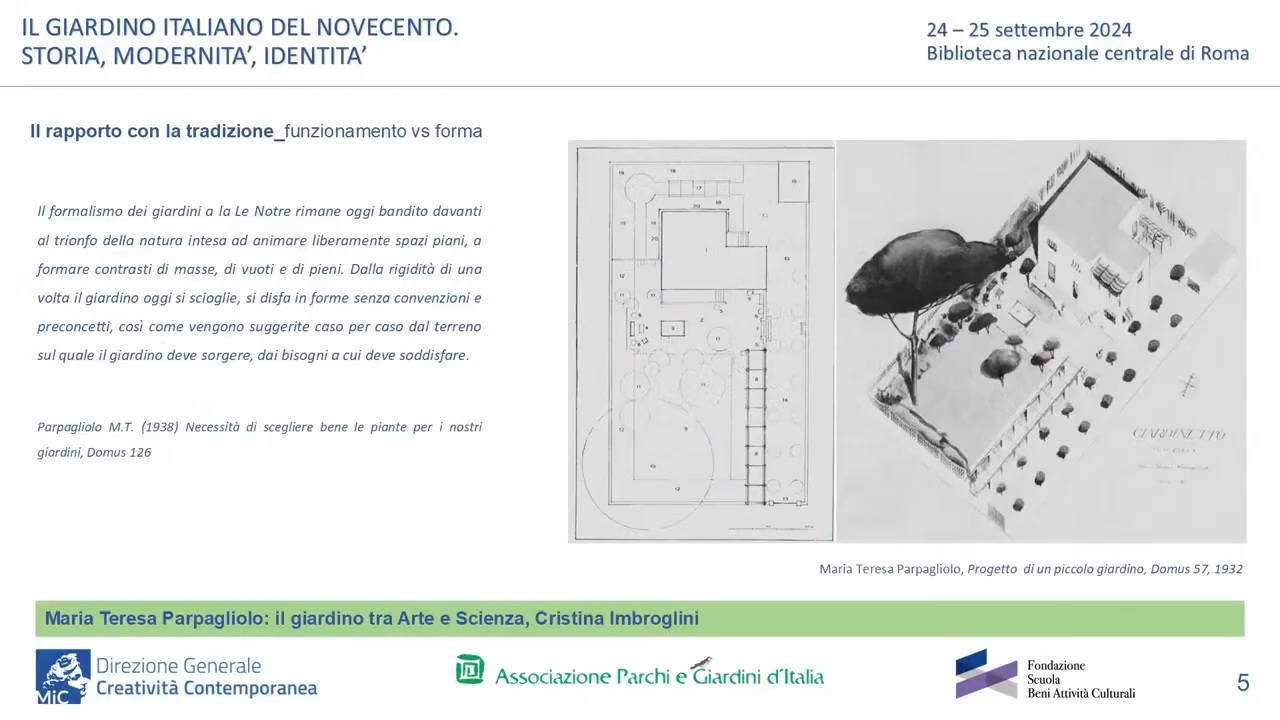 IL GIARDINO ITALIANO DEL NOVECENTO.
STORIA, MODERNITA’, IDENTITA’
24 – 25 settembre 2024
Biblioteca nazionale centrale di Roma
Il rapporto con la tradizione_funzionamento vs forma
Il formalismo dei giardini a la Le Notre rimane oggi bandito davanti
al trionfo della natura intesa ad animare liberamente spazi piani, a
formare contrasti di masse, di vuoti e di pieni. Dalla rigidità di una
volta il giardino oggi si scioglie, si disfa in forme senza convenzioni e
preconcetti, così come vengono suggerite caso per caso dal terreno
sul quale il giardino deve sorgere, dai bisogni a cui deve soddisfare.
Parpagliolo M.T. (1938) Necessità di scegliere bene le piante per i nostri
giardini, Domus 126
GIARDINETTO
Maria Teresa Parpagliolo, Progetto di un piccolo giardino, Domus 57, 1932
Maria Teresa Parpagliolo: il giardino tra Arte e Scienza, Cristina Imbroglini
MiC
Direzione Generale
Creatività Contemporanea
Associazione Parchi e Giardini d’Italia
Fondazione
Scuola
Beni Attività Culturali
5